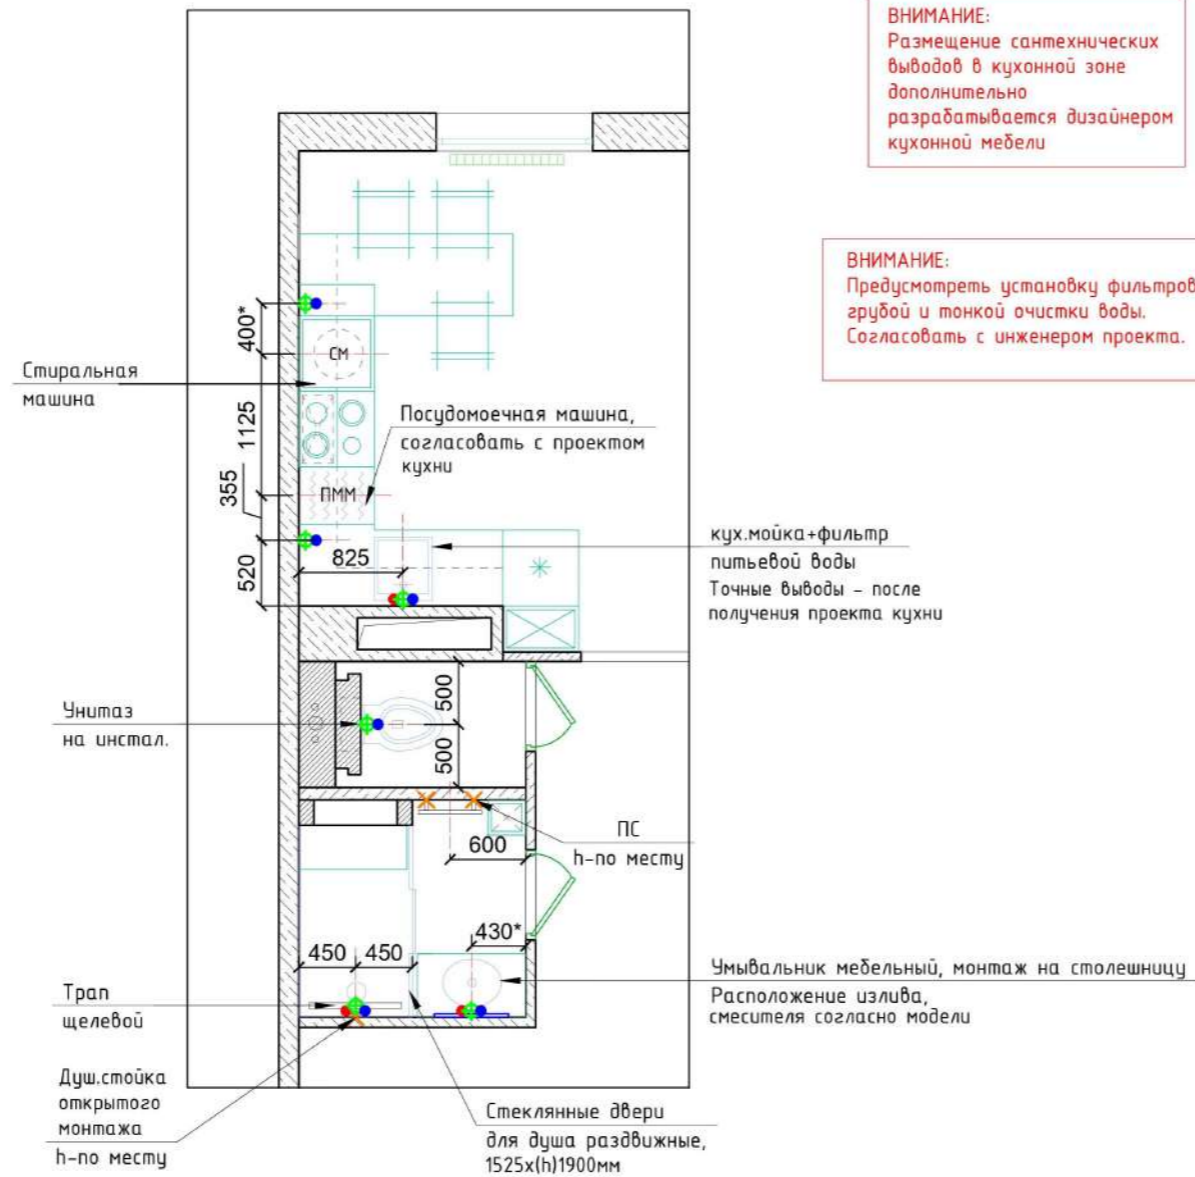 ВНИМАНИЕ:
Размещение сантехнических
выводов в кухонной зоне
дополнительно
разрабатывается дизайнером
кухонной мебели
ВНИМАНИЕ:
Предусмотреть установку фильтров
грубой и тонкой очистки воды.
Согласовать с инженером проекта.
400*
СМ
Стиральная
машина
1125
Посудомоечная машина,
согласовать с проектом
кухни
355
ПММ
кух.мойка+фильтр
питьевой воды
Точные выводы – после
получения проекта кухни
825
520
500
Унитаз
на инстал.
500
ПС
h-по месту
600
430*
450
450
Умывальник мебельный, монтаж на столешницу
Расположение излива,
смесителя согласно модели
Трап
щелевой
Душ.стойка
открытого
монтажа
h-по месту
Стеклянные двери
для душа раздвижные,
1525х(h)1900мм